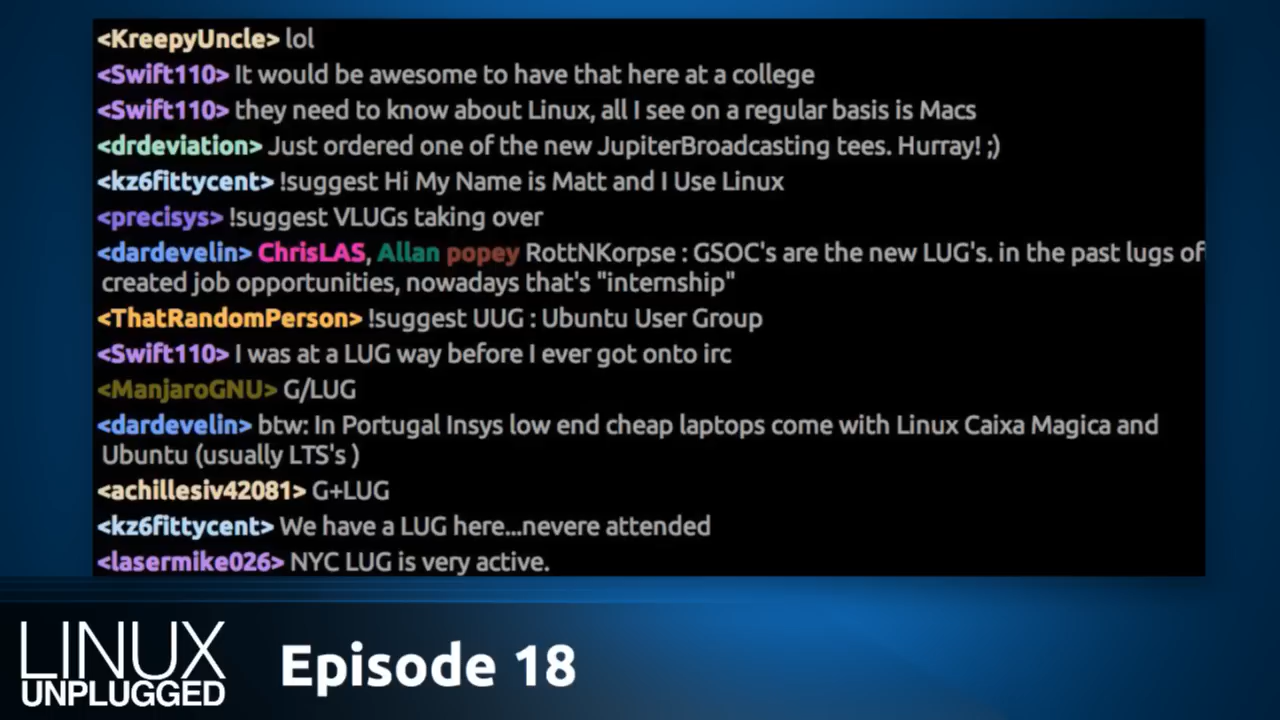 <KreepyUncle> lol
<Swift110> It would be awesome to have that here at a college
<Swift110> they need to know about Linux, all I see on a regular basis is Macs
<drdeviation> Just ordered one of the new JupiterBroadcasting tees. Hurray! ;)
<kz6fittycent> !suggest Hi My Name is Matt and I Use Linux
<precisys> !suggest VLUGs taking over
<dardevelin> ChrisLAS, Allan popey RottNKorpse : GSOC's are the new LUG's. in the past lugs of
created job opportunities, nowadays that's "internship"
<ThatRandomPerson> !suggest UUG : Ubuntu User Group
<Swift110> I was at a LUG way before I ever got onto irc
<ManjaroGNU> G/LUG
<dardevelin> btw: In Portugal Insys low end cheap laptops come with Linux Caixa Magica and
Ubuntu (usually LTS's )
<achillesiv42081> G+LUG
<kz6fittycent> We have a LUG here...nevere attended
<lasermike026> NYC LUG is very active.
LINUX
UNPLUGGED
Episode 18